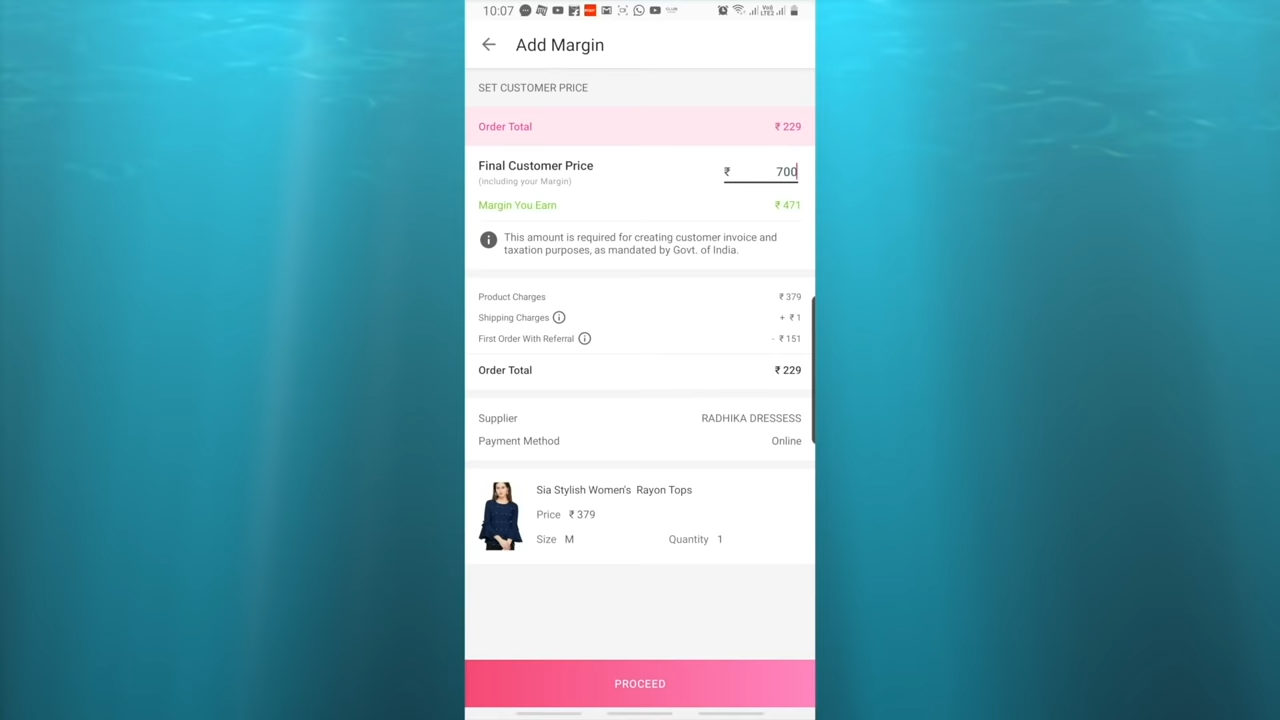 10:07
Add Margin
SET CUSTOMER PRICE
Order Total ₹ 229
Final Customer Price ₹ 700
(including your Margin)
Margin You Earn ₹ 471
This amount is required for creating customer invoice and
taxation purposes, as mandated by Govt. of India.
Product Charges ₹ 379
Shipping Charges + ₹ 1
First Order With Referral - ₹ 151
Order Total ₹ 229
Supplier RADHIKA DRESSESS
Payment Method Online
Sia Stylish Women's Rayon Tops
Price ₹ 379
Size M Quantity 1
PROCEED